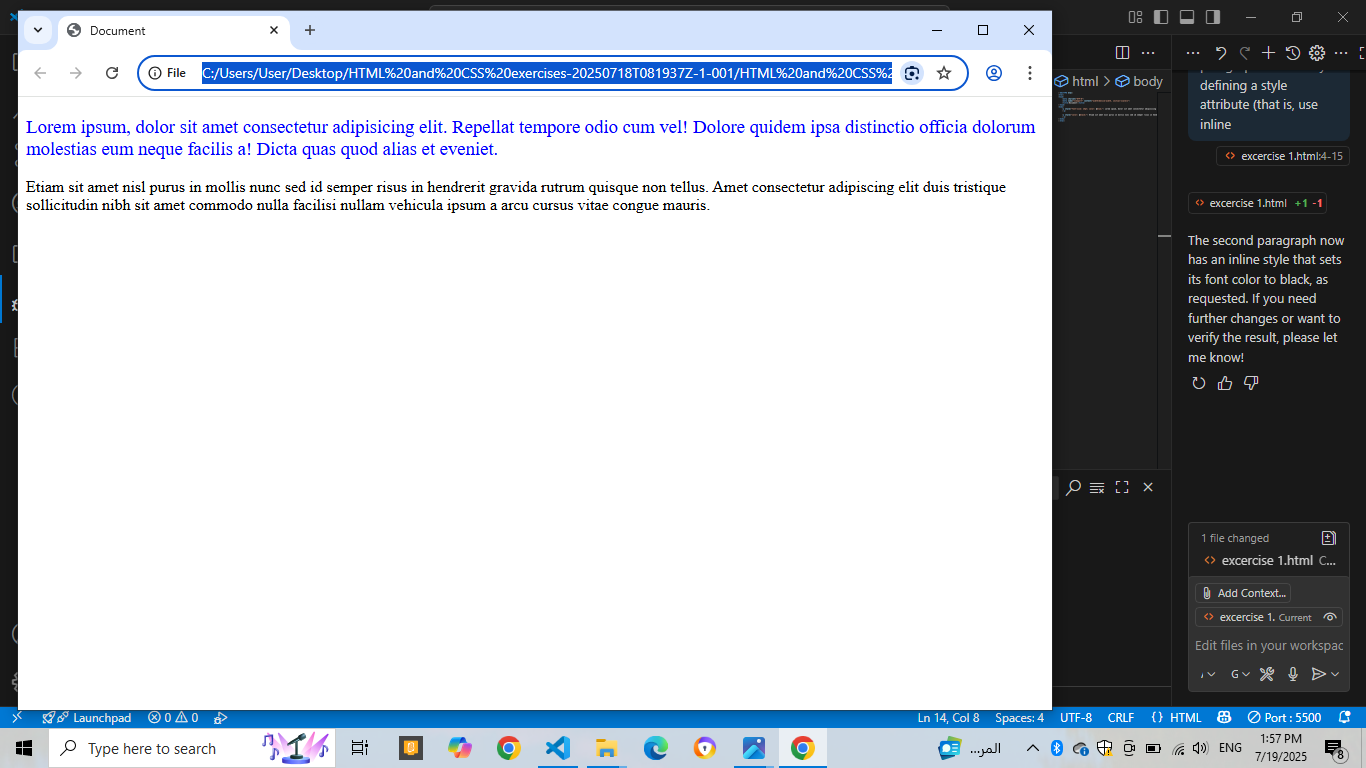 Document
File
C:/Users/User/Desktop/HTML%20and%20CSS%20exercises-20250718T081937Z-1-001/HTML%20and%20CSS%2
Lorem ipsum, dolor sit amet consectetur adipisicing elit. Repellat tempore odio cum vel! Dolore quidem ipsa distinctio officia dolorum
molestias eum neque facilis a! Dicta quas quod alias et eveniet.
Etiam sit amet nisl purus in mollis nunc sed id semper risus in hendrerit gravida rutrum quisque non tellus. Amet consectetur adipiscing elit duis tristique
sollicitudin nibh sit amet commodo nulla facilisi nullam vehicula ipsum a arcu cursus vitae congue mauris.
html > body
defining a style
attribute (that is, use
inline
excercise 1.html:4-15
excercise 1.html +1 -1
The second paragraph now
has an inline style that sets
its font color to black, as
requested. If you need
further changes or want to
verify the result, please let
me know!
1 file changed
excercise 1.html C...
Add Context...
excercise 1. Current
Edit files in your workspac
G
Launchpad
0
0
Ln 14, Col 8
Spaces: 4
UTF-8
CRLF
{ } HTML
Port : 5500
Type here to search
المر...
ENG
1:57 PM
7/19/2025
8